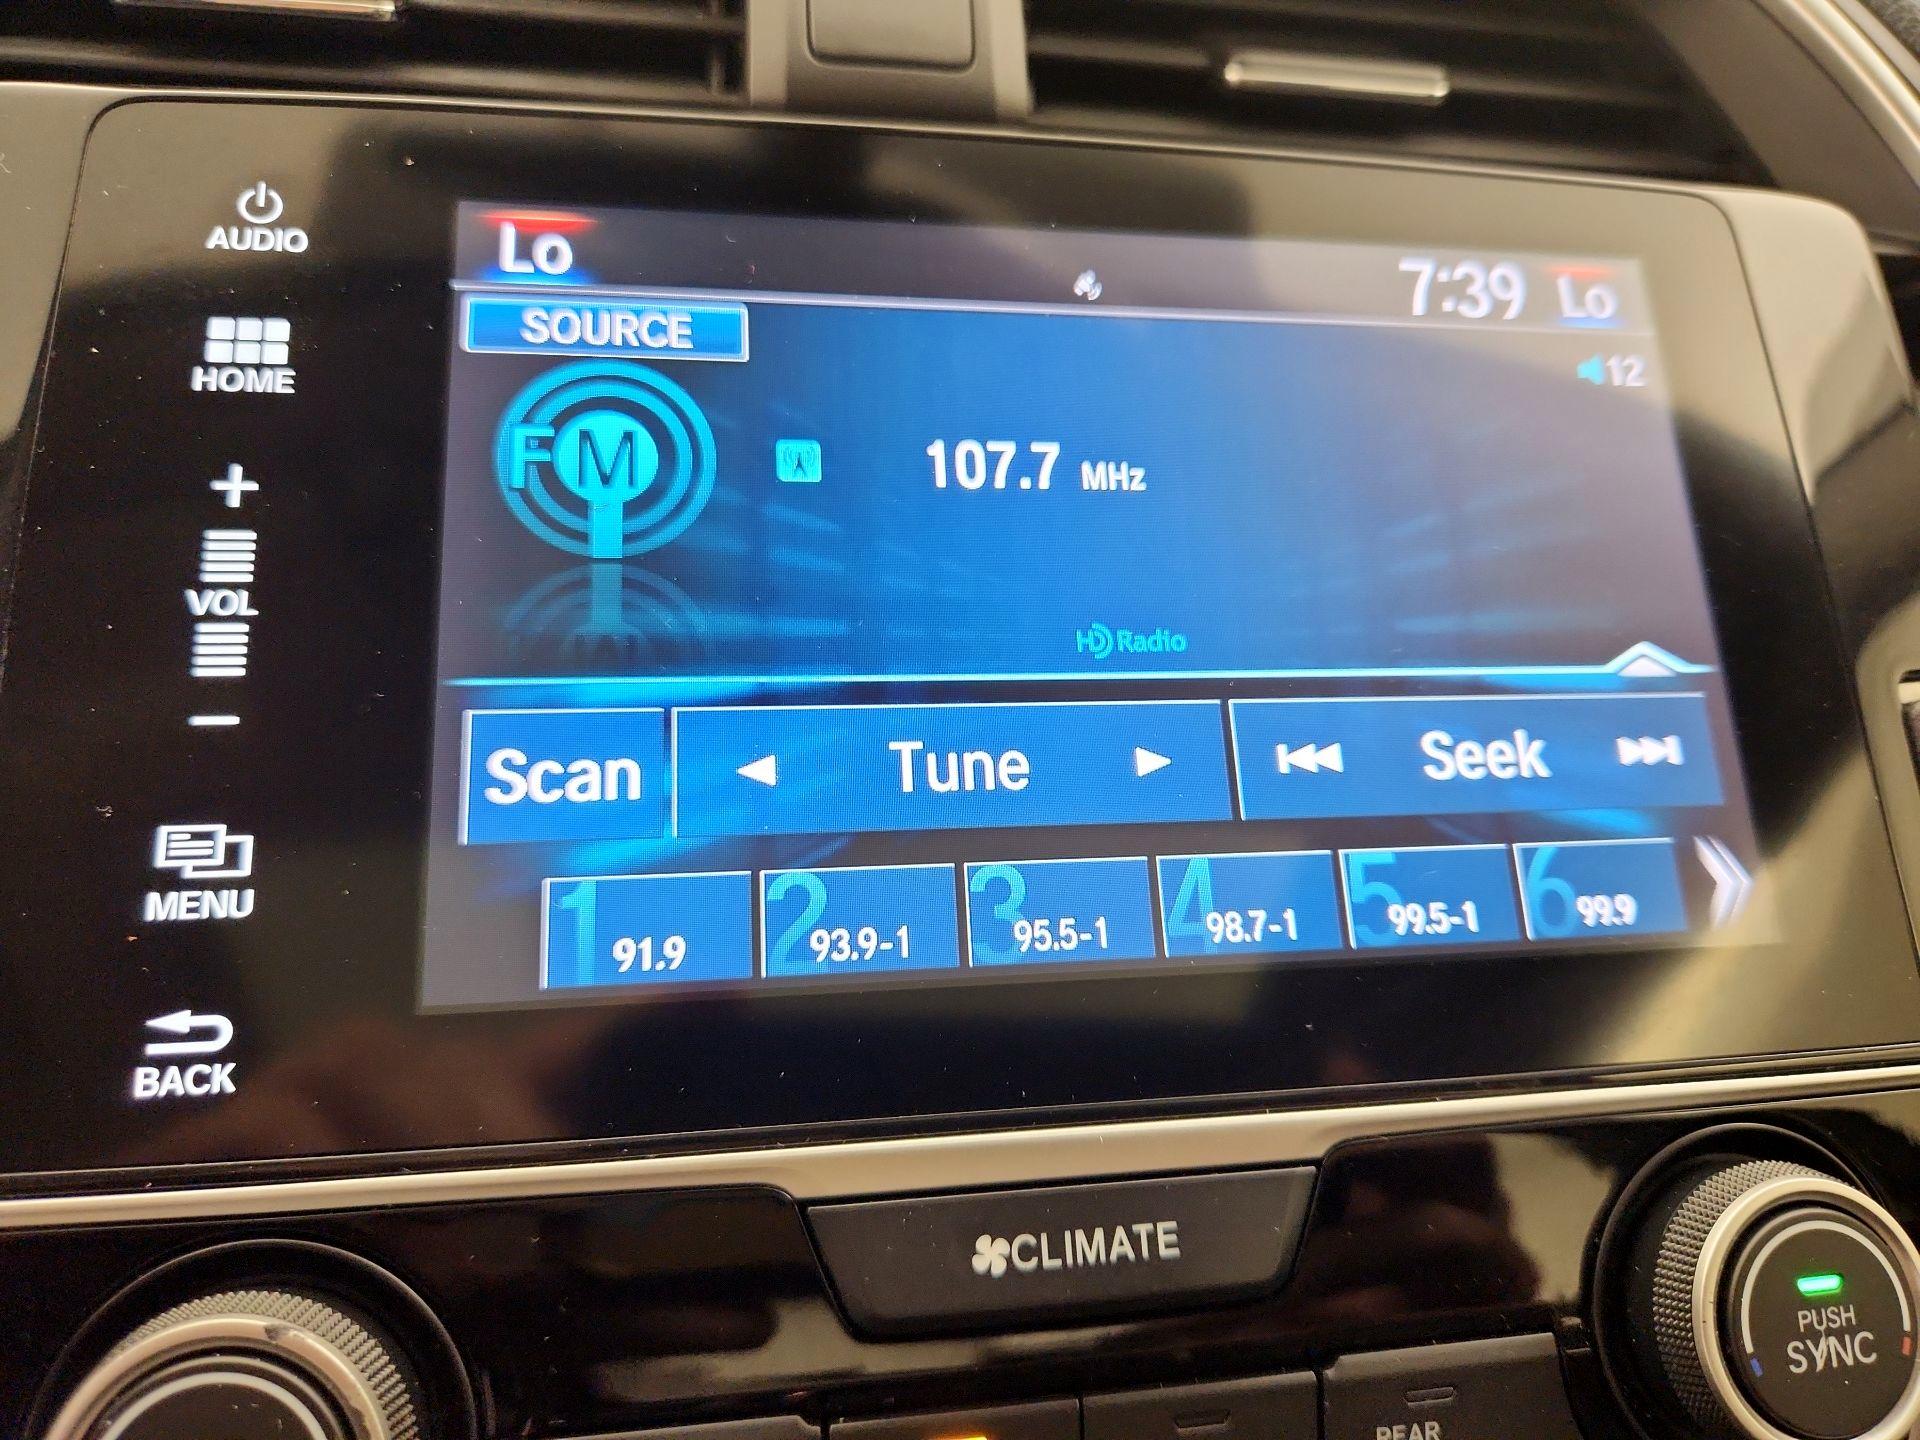 AUDIO
Lo
7:39 Lo
SOURCE
12
HOME
FM
107.7 MHz
+
VOL
HD Radio
−
Scan
Tune
Seek
MENU
1 91.9
2 93.9-1
3 95.5-1
4 98.7-1
5 99.5-1
6 99.9
BACK
CLIMATE
PUSH
SYNC
REAR